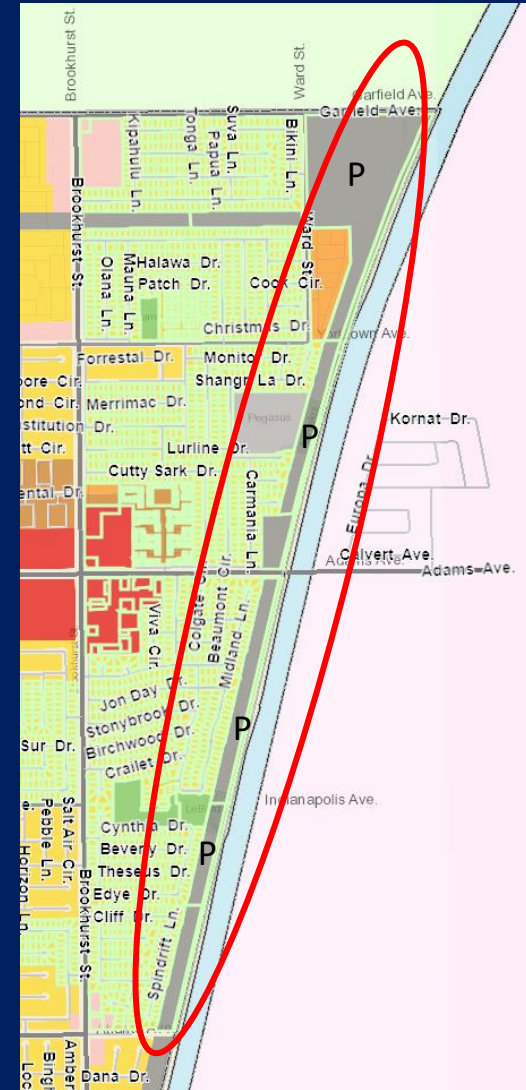 Brookhurst St.
Ward St.
Garfield Ave.
Garfield Ave.
Kipahulu Ln.
Tonga Ln.
Papua Ln.
Suva Ln.
Bikini Ln.
P
Brookhurst St.
Ward St.
Olana Ln.
Mauna Ln.
Halawa Dr.
Patch Dr.
Cook Cir.
Christmas Dr.
Yorktown Ave.
Forrestal Dr.
Monitor Dr.
Shangri La Dr.
Merrimac Dr.
Pegasus
Kornat Dr.
P
Lurline Dr.
Cutty Sark Dr.
Carmania Ln.
Europa Dr.
Calvert Ave.
Adams Ave.
Adams Ave.
Viva Cir.
Colgate Cir.
Beaumont Cir.
Midland Ln.
Jon Day Dr.
Stonybrook Dr.
Birchwood Dr.
Crailet Dr.
P
Sur Dr.
Indianapolis Ave.
Salt Air Cir.
Pebble Ln.
Horizon Ln.
Brookhurst St.
Cynthia Dr.
Beverly Dr.
P
Theseus Dr.
Edye Dr.
Cliff Dr.
Spindrift Ln.
Dana Dr.